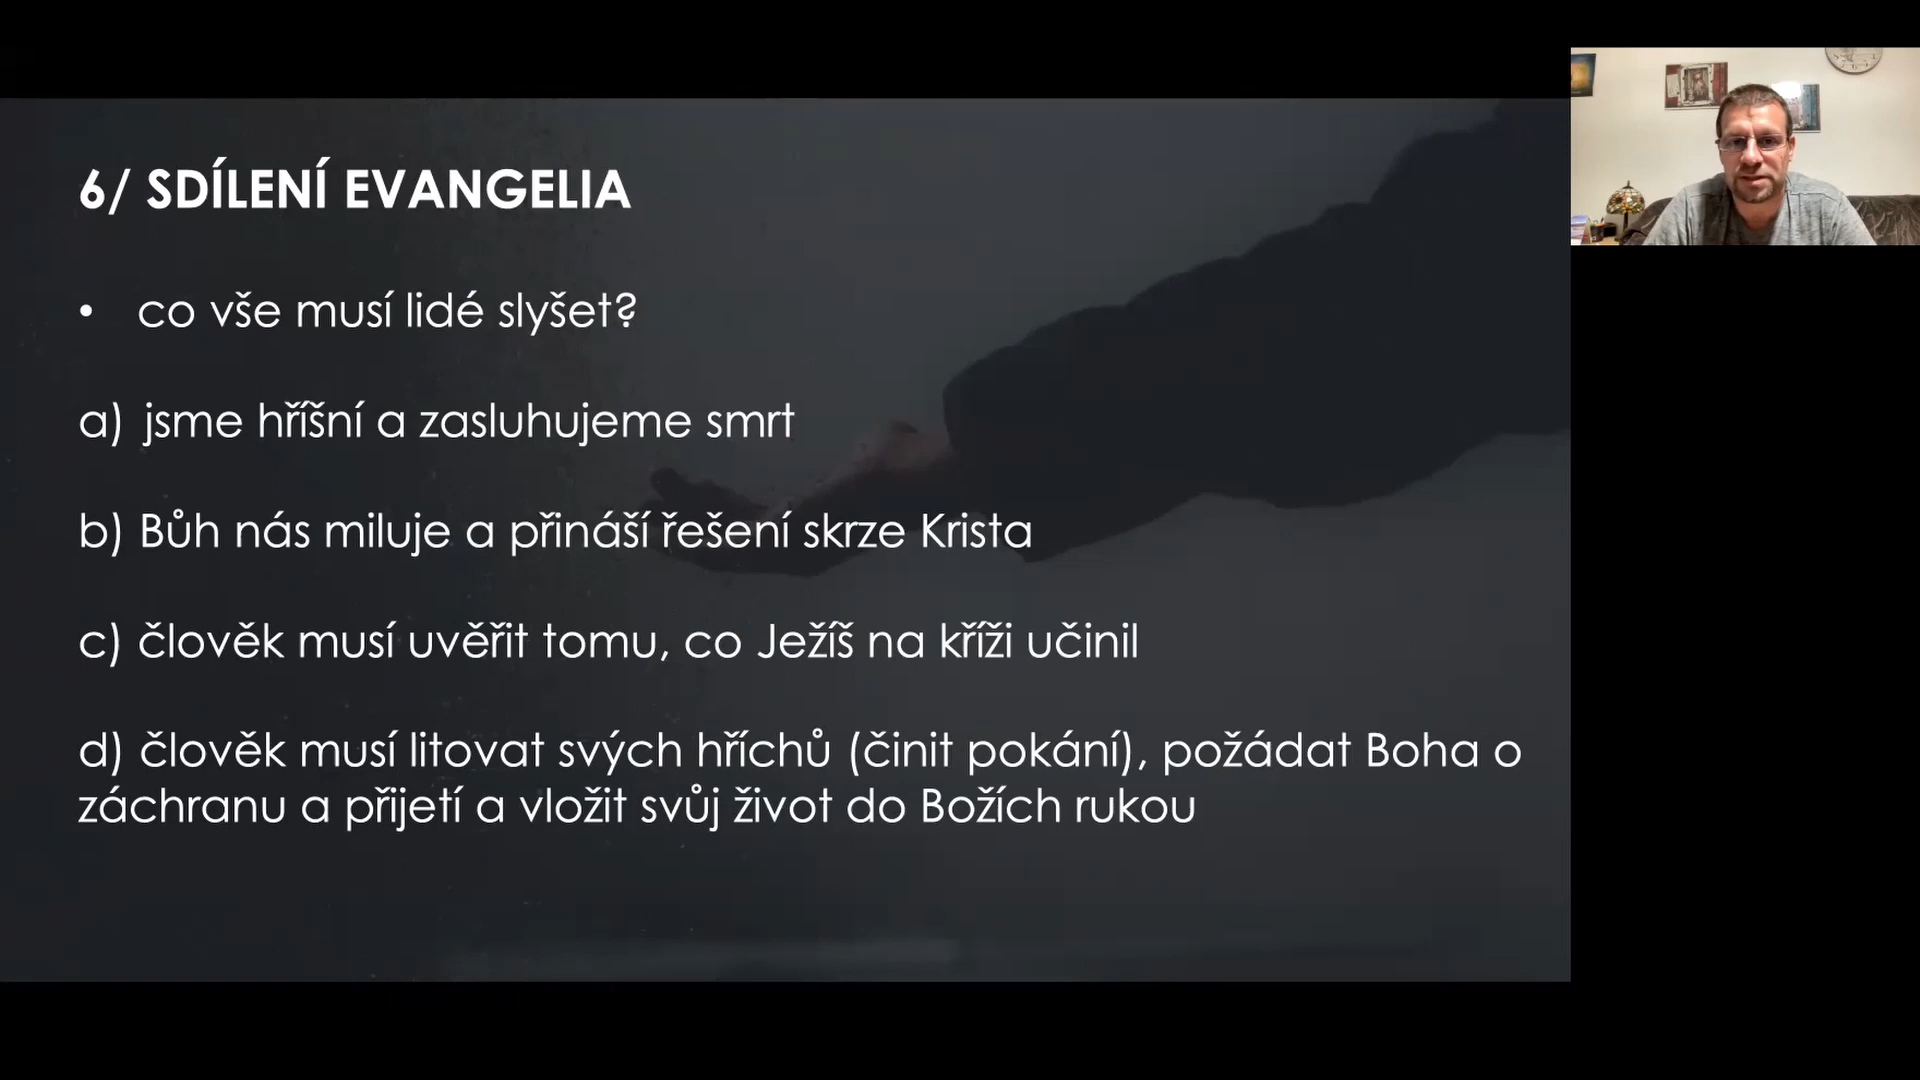 6/ SDÍLENÍ EVANGELIA
• co vše musí lidé slyšet?
a) jsme hříšní a zasluhujeme smrt
b) Bůh nás miluje a přináší řešení skrze Krista
c) člověk musí uvěřit tomu, co Ježíš na kříži učinil
d) člověk musí litovat svých hříchů (činit pokání), požádat Boha o
záchranu a přijetí a vložit svůj život do Božích rukou